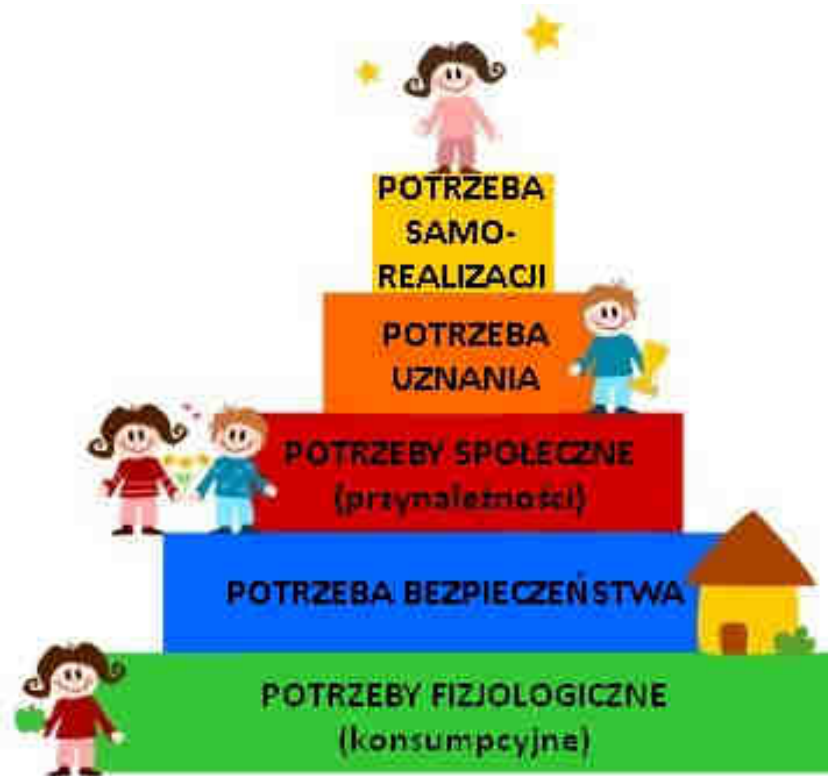 POTRZEBA
SAMO-
REALIZACJI
POTRZEBA
UZNANIA
POTRZEBY SPOŁECZNE
(przynależności)
POTRZEBA BEZPIECZEŃSTWA
POTRZEBY FIZJOLOGICZNE
(konsumpcyjne)